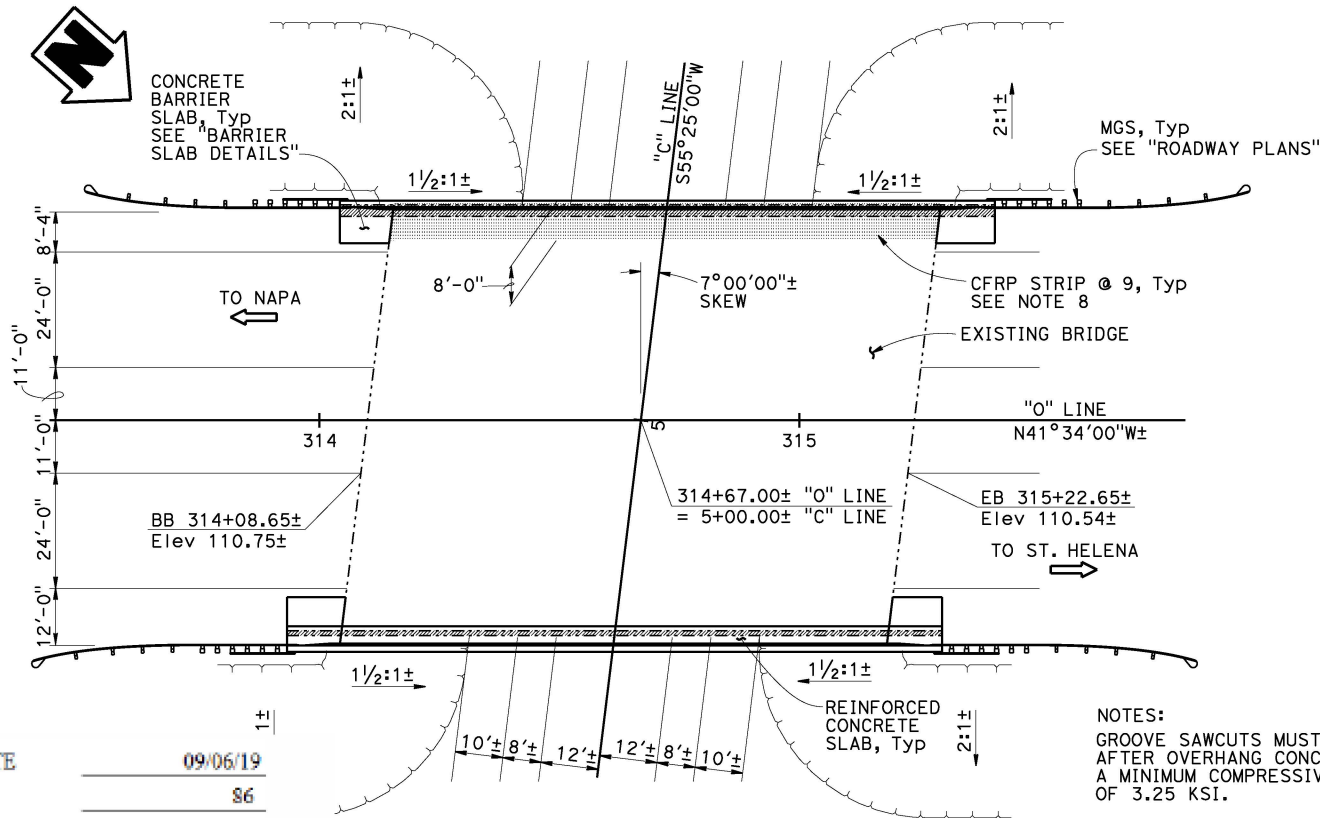 N
CONCRETE
BARRIER
SLAB, Typ
SEE "BARRIER
SLAB DETAILS"
2:1±
"C" LINE
S55°25'00"W
2:1±
MGS, Typ
SEE "ROADWAY PLANS"
1½:1±
1½:1±
8'-4"
24'-0"
11'-0"
11'-0"
24'-0"
12'-0"
TO NAPA
8'-0"
7°00'00"±
SKEW
CFRP STRIP @ 9, Typ
SEE NOTE 8
EXISTING BRIDGE
"O" LINE
N41°34'00"W±
314
5
315
314+67.00± "O" LINE
= 5+00.00± "C" LINE
BB 314+08.65±
Elev 110.75±
EB 315+22.65±
Elev 110.54±
TO ST. HELENA
1½:1±
1½:1±
1±
REINFORCED
CONCRETE
SLAB, Typ
2:1±
10'± 8'± 12'± 12'± 8'± 10'±
NOTES:
GROOVE SAWCUTS MUST
AFTER OVERHANG CONC
A MINIMUM COMPRESSIV
OF 3.25 KSI.
TE 09/06/19
86